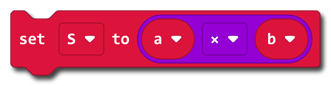 set S to a × b